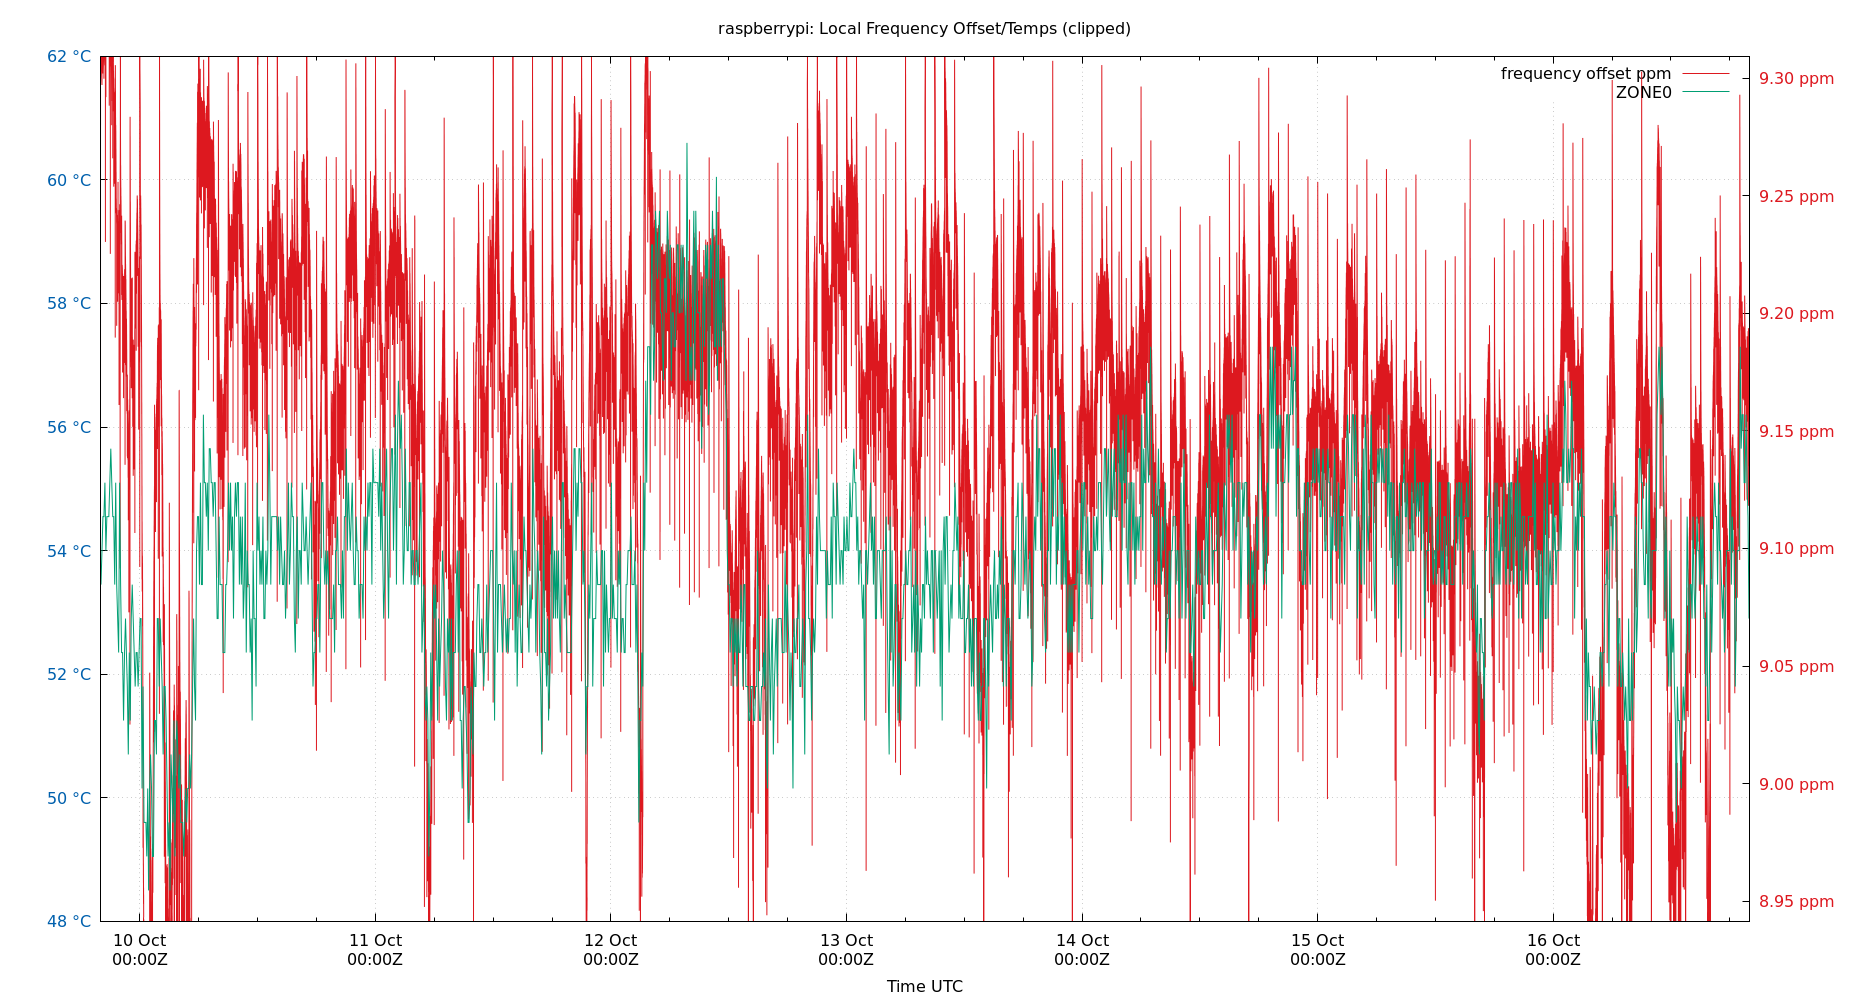 raspberrypi: Local Frequency Offset/Temps (clipped)
62 °C
60 °C
58 °C
56 °C
54 °C
52 °C
50 °C
48 °C
frequency offset ppm
ZONE0
9.30 ppm
9.25 ppm
9.20 ppm
9.15 ppm
9.10 ppm
9.05 ppm
9.00 ppm
8.95 ppm
10 Oct 11 Oct 12 Oct 13 Oct 14 Oct 15 Oct 16 Oct
00:00Z 00:00Z 00:00Z 00:00Z 00:00Z 00:00Z 00:00Z
Time UTC